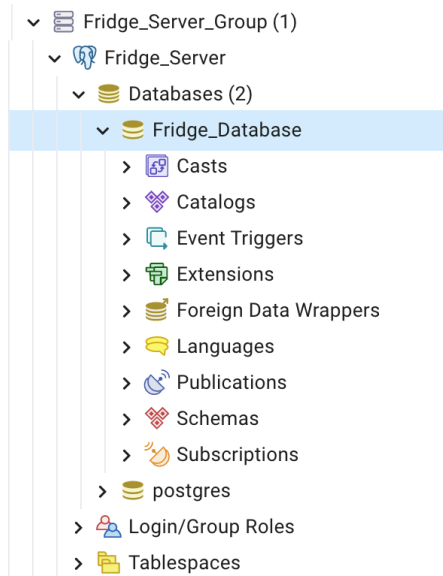 Fridge_Server_Group (1)
Fridge_Server
Databases (2)
Fridge_Database
Casts
Catalogs
Event Triggers
Extensions
Foreign Data Wrappers
Languages
Publications
Schemas
Subscriptions
postgres
Login/Group Roles
Tablespaces